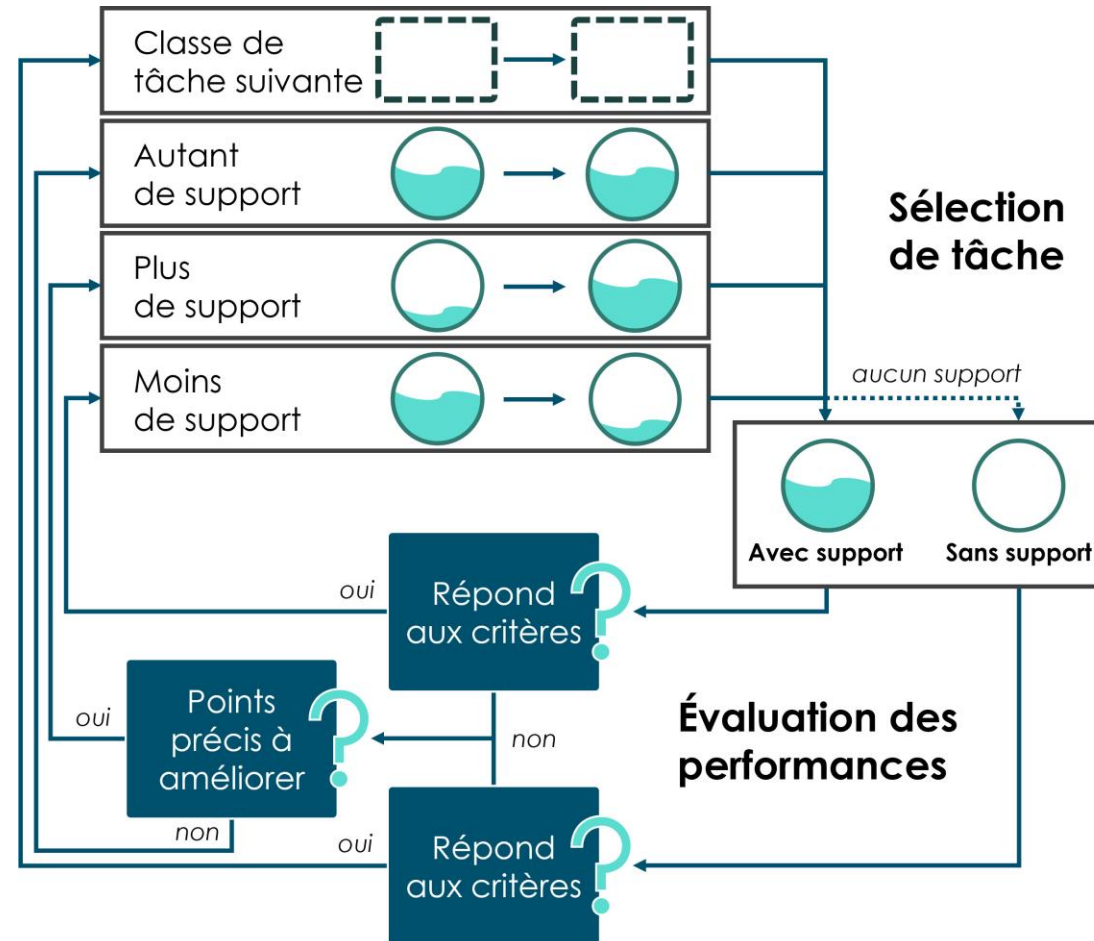 Classe de
tâche suivante
Autant
de support
Sélection
de tâche
Plus
de support
Moins
de support
aucun support
Avec support
Sans support
oui
Répond
aux critères
?
oui
Points
précis à
améliorer
?
non
Évaluation des
performances
non
oui
Répond
aux critères
?